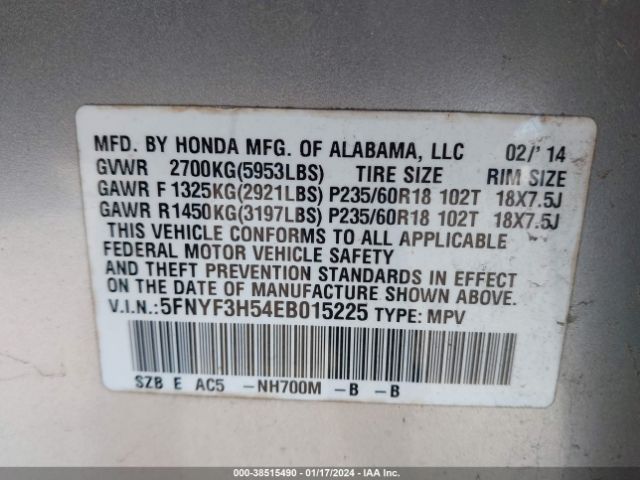 MFD. BY HONDA MFG. OF ALABAMA, LLC 02/'14
GVWR 2700KG(5953LBS) TIRE SIZE RIM SIZE
GAWR F 1325KG(2921LBS) P235/60R18 102T 18X7.5J
GAWR R1450KG(3197LBS) P235/60R18 102T 18X7.5J
THIS VEHICLE CONFORMS TO ALL APPLICABLE
FEDERAL MOTOR VEHICLE SAFETY
AND THEFT PREVENTION STANDARDS IN EFFECT
ON THE DATE OF MANUFACTURE SHOWN ABOVE.
V.I.N.:5FNYF3H54EB015225 TYPE: MPV
SZB E AC5 -NH700M -B -B
000-38515490 - 01/17/2024 - IAA Inc.